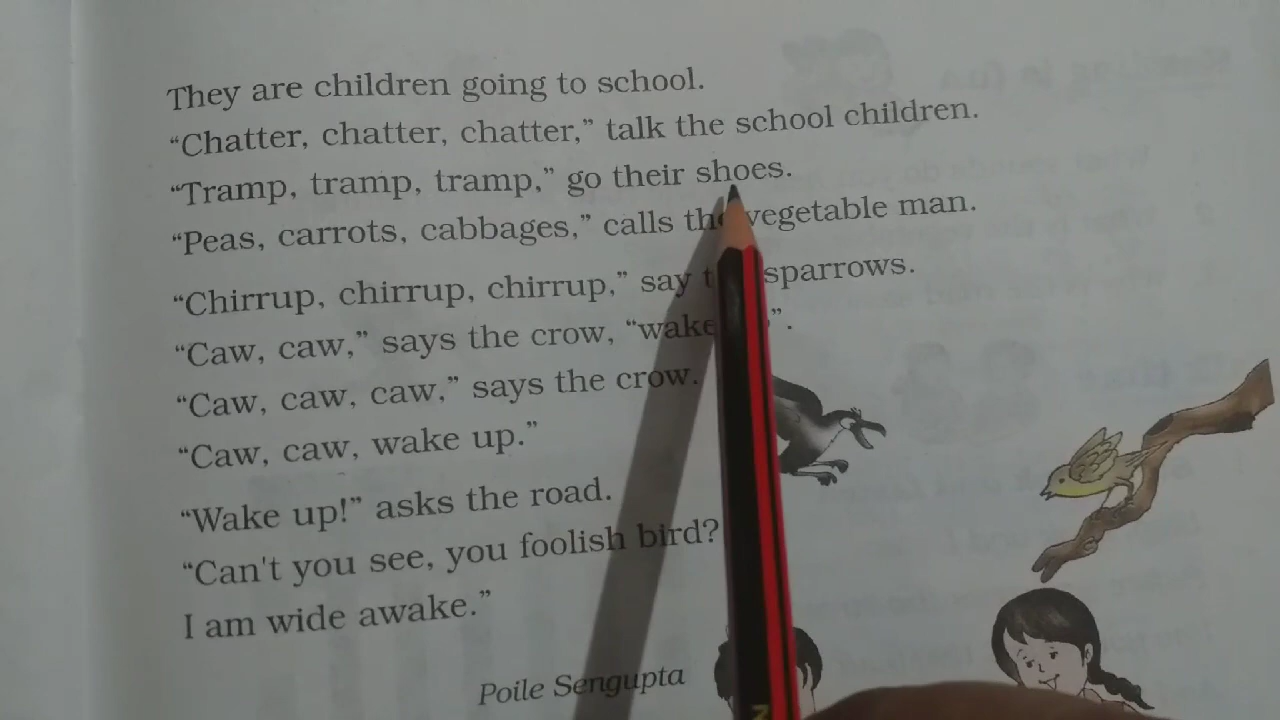 They are children going to school.
“Chatter, chatter, chatter,” talk the school children.
“Tramp, tramp, tramp,” go their shoes.
“Peas, carrots, cabbages,” calls the vegetable man.
“Chirrup, chirrup, chirrup,” say sparrows.
“Caw, caw,” says the crow, “wake ”.
“Caw, caw, caw,” says the crow.
“Caw, caw, wake up.”
“Wake up!” asks the road.
“Can't you see, you foolish bird?
I am wide awake.”
Poile Sengupta